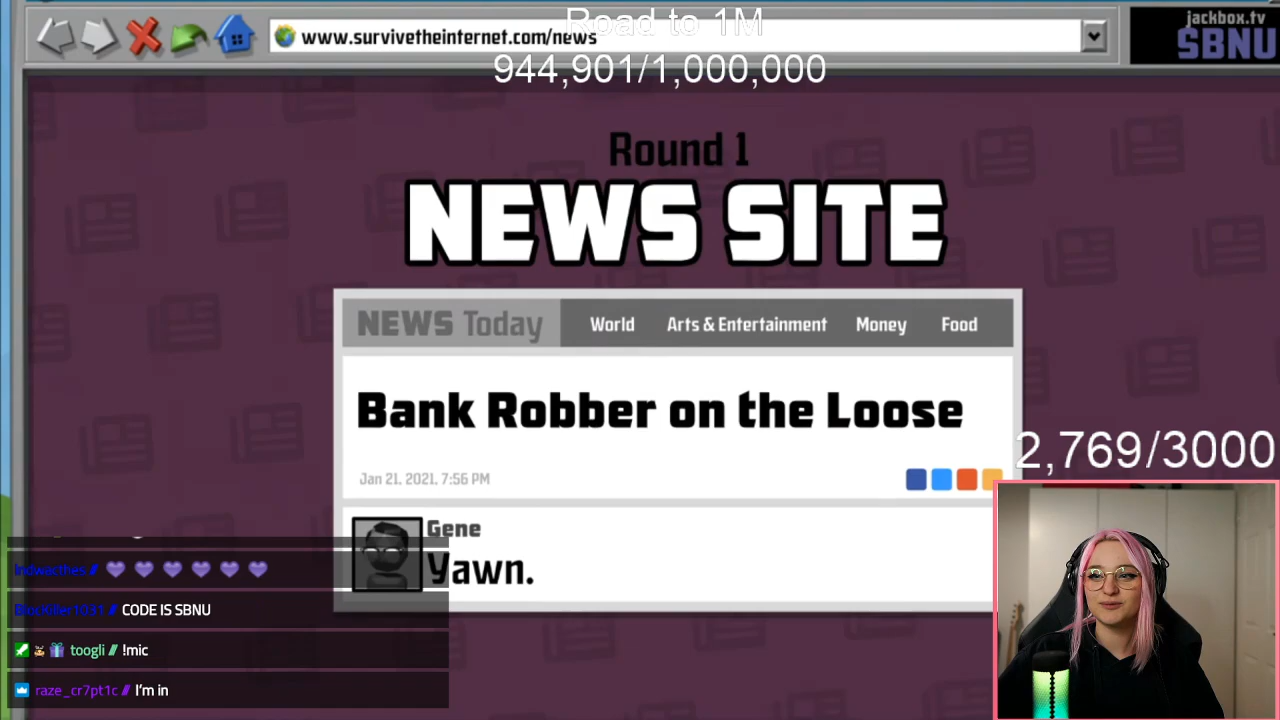 Road to 1M
www.survivetheinternet.com/news
jackbox.tv
SBNU
944,901/1,000,000
Round 1
NEWS SITE
NEWS Today
World
Arts & Entertainment
Money
Food
Bank Robber on the Loose
Jan 21, 2021, 7:56 PM
2,769/3000
Gene
Yawn.
BlocKiller1031 // CODE IS SBNU
toogli // !mic
raze_cr7pt1c // I'm in